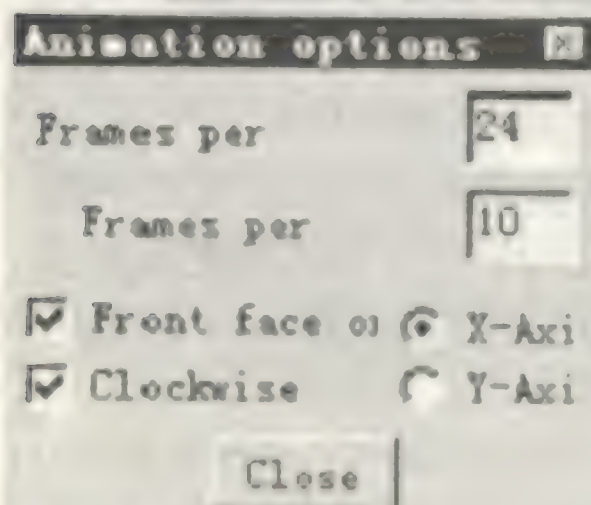 Animation options
Frames per 24
Frames per 10
Front face o
X-Axi
Clockwise
Y-Axi
Close